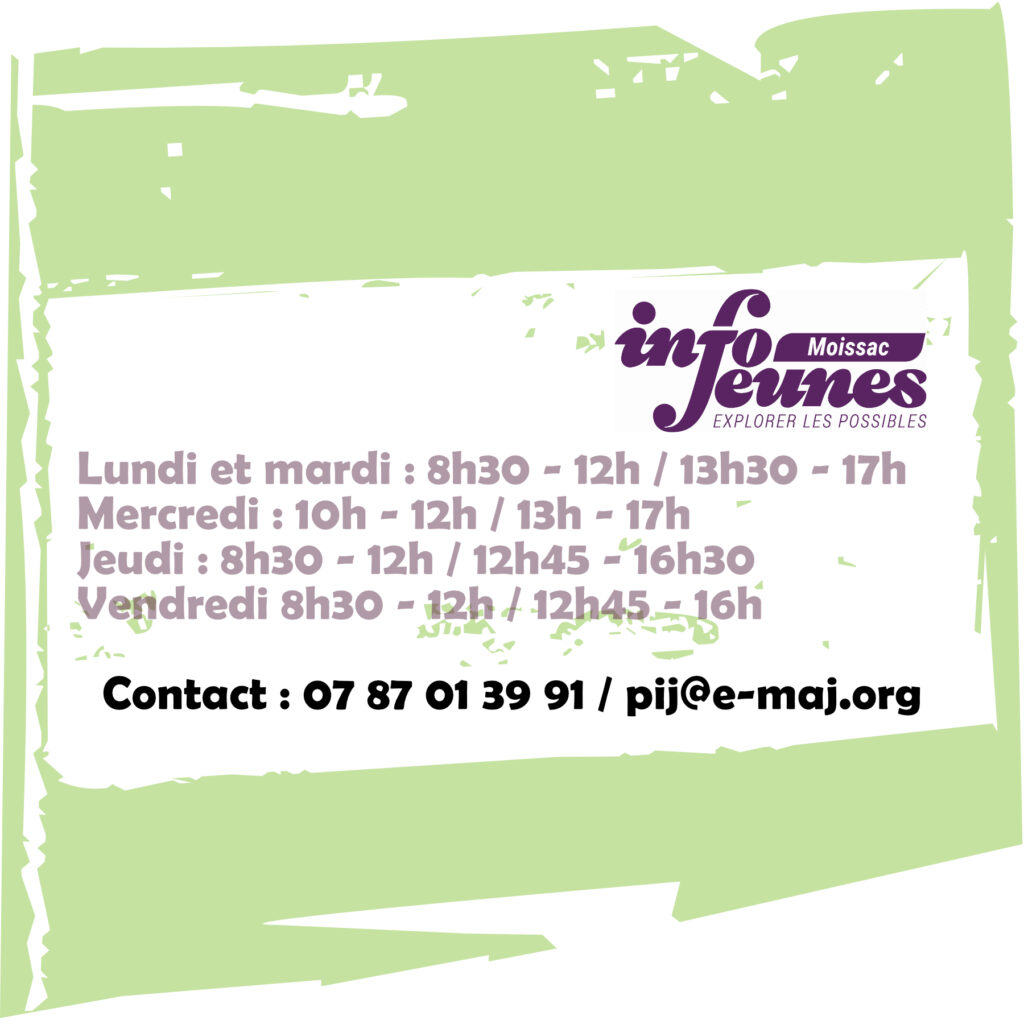 info
Moissac
Jeunes
EXPLORER LES POSSIBLES
Lundi et mardi : 8h30 - 12h / 13h30 - 17h
Mercredi : 10h - 12h / 13h - 17h
Jeudi : 8h30 - 12h / 12h45 - 16h30
Vendredi 8h30 - 12h / 12h45 - 16h
Contact : 07 87 01 39 91 / pij@e-maj.org